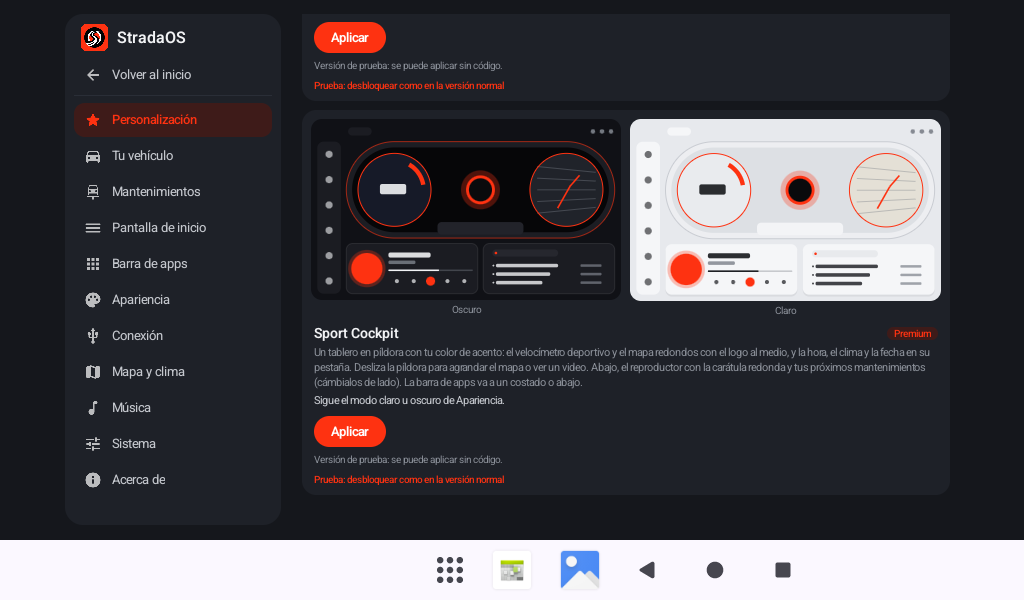 StradaOS
Volver al inicio
Personalización
Tu vehículo
Mantenimientos
Pantalla de inicio
Barra de apps
Apariencia
Conexión
Mapa y clima
Música
Sistema
Acerca de
Aplicar
Versión de prueba: se puede aplicar sin código.
Prueba: desbloquear como en la versión normal
Oscuro
Claro
Sport Cockpit
Premium
Un tablero en píldora con tu color de acento: el velocímetro deportivo y el mapa redondos con el logo al medio, y la hora, el clima y la fecha en su
pestaña. Desliza la píldora para agrandar el mapa o ver un video. Abajo, el reproductor con la carátula redonda y tus próximos mantenimientos
(cámbialos de lado). La barra de apps va a un costado o abajo.
Sigue el modo claro u oscuro de Apariencia.
Aplicar
Versión de prueba: se puede aplicar sin código.
Prueba: desbloquear como en la versión normal